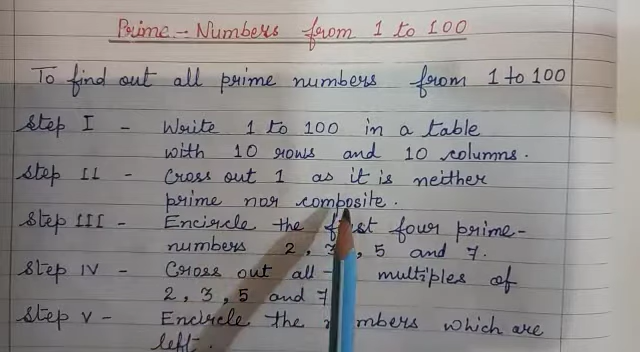 Prime - Numbers from 1 to 100
To find out all prime numbers from 1 to 100
Step I - Write 1 to 100 in a table
with 10 rows and 10 columns.
Step II - Cross out 1 as it is neither
prime nor composite.
Step III - Encircle the first four prime-
numbers 2, 3, 5 and 7.
Step IV - Cross out all multiples of
2, 3, 5 and 7
Step V - Encircle the numbers which are
left.